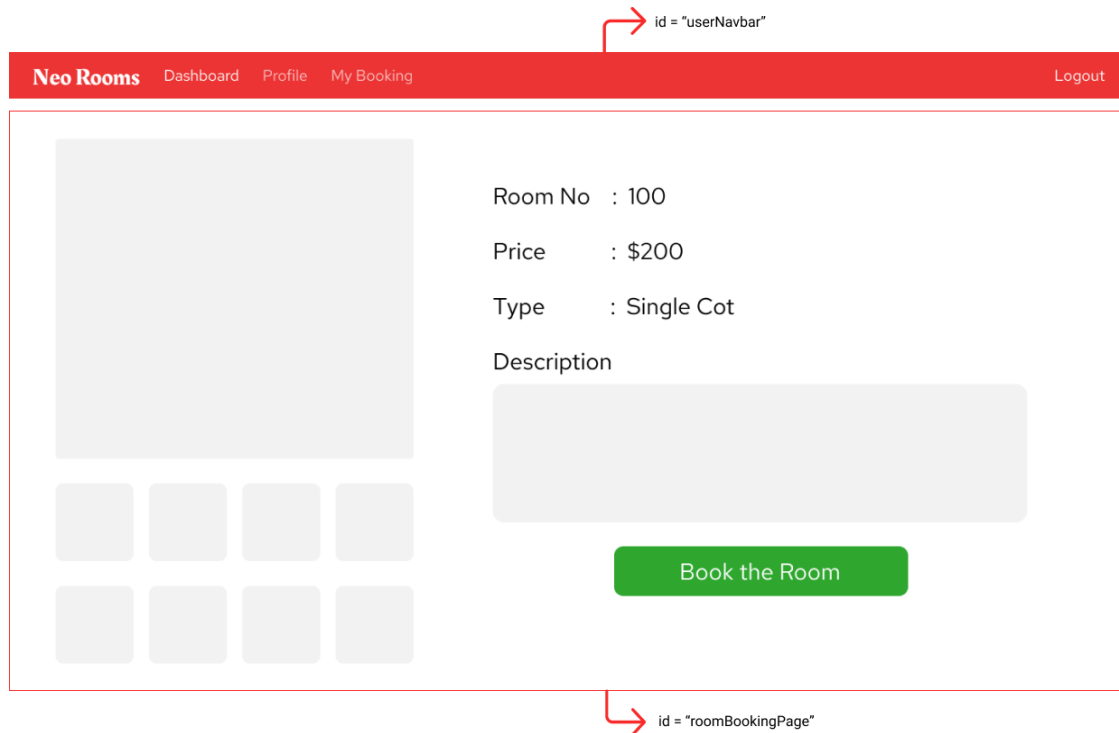 id = “userNavbar”
Neo Rooms Dashboard Profile My Booking Logout
Room No : 100
Price : $200
Type : Single Cot
Description
Book the Room
id = “roomBookingPage”